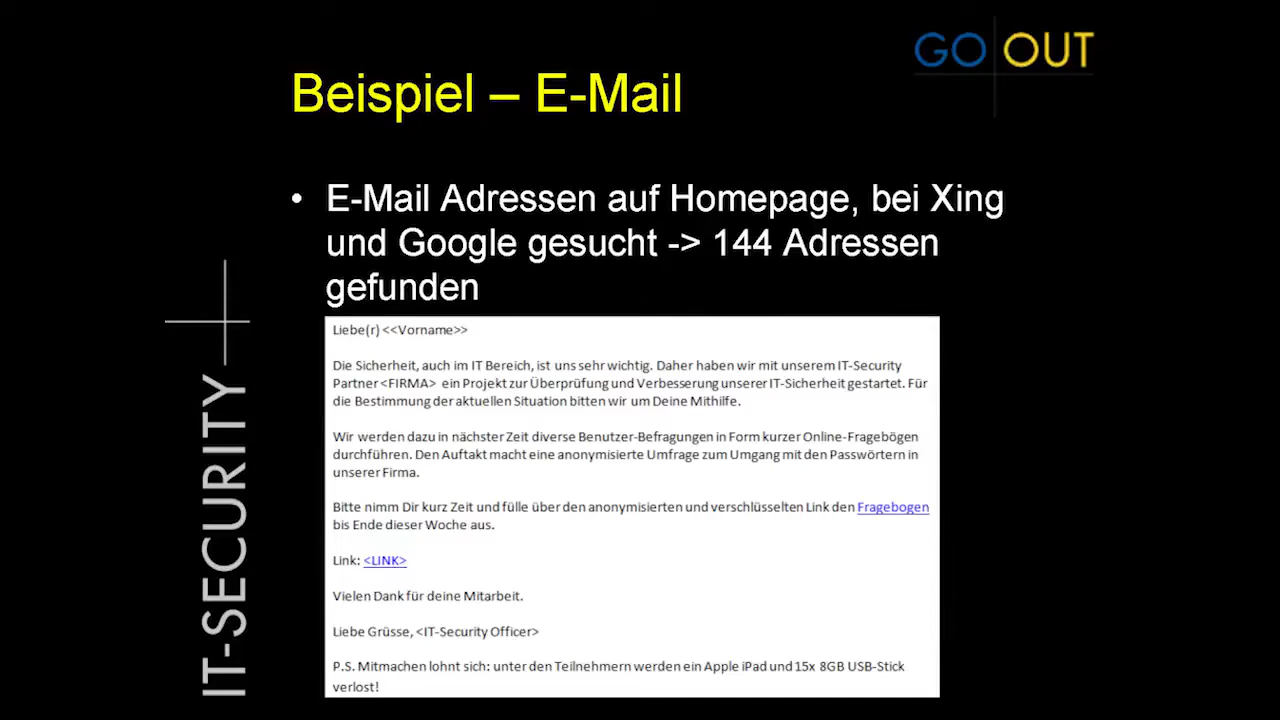 GO OUT
Beispiel – E-Mail
• E-Mail Adressen auf Homepage, bei Xing
und Google gesucht -> 144 Adressen
gefunden
Liebe(r) <<Vorname>>
Die Sicherheit, auch im IT Bereich, ist uns sehr wichtig. Daher haben wir mit unserem IT-Security
Partner <FIRMA> ein Projekt zur Überprüfung und Verbesserung unserer IT-Sicherheit gestartet. Für
die Bestimmung der aktuellen Situation bitten wir um Deine Mithilfe.
Wir werden dazu in nächster Zeit diverse Benutzer-Befragungen in Form kurzer Online-Fragebögen
durchführen. Den Auftakt macht eine anonymisierte Umfrage zum Umgang mit den Passwörtern in
unserer Firma.
Bitte nimm Dir kurz Zeit und fülle über den anonymisierten und verschlüsselten Link den Fragebogen
bis Ende dieser Woche aus.
Link: <LINK>
Vielen Dank für deine Mitarbeit.
Liebe Grüsse, <IT-Security Officer>
P.S. Mitmachen lohnt sich: unter den Teilnehmern werden ein Apple iPad und 15x 8GB USB-Stick
verlost!
IT-SECURITY